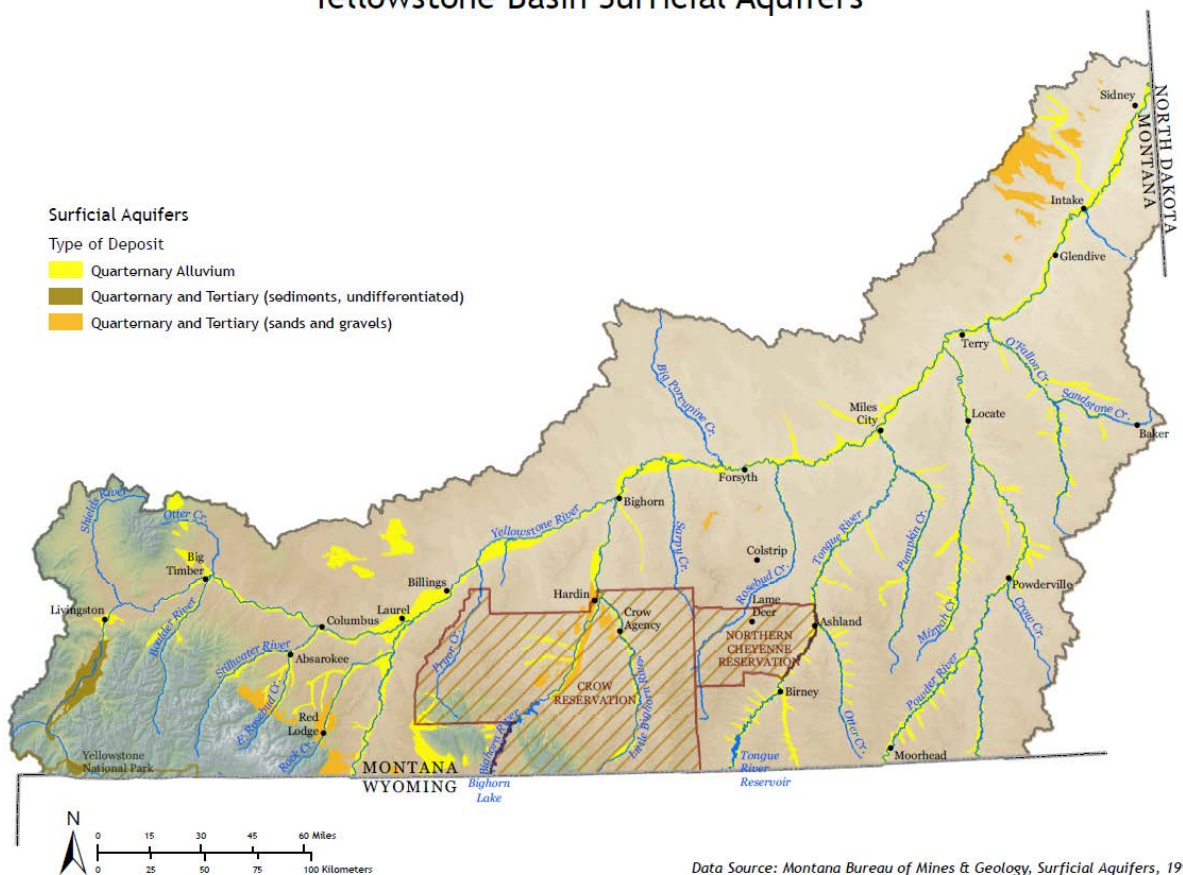 Yellowstone Basin Surficial Aquifers
Surficial Aquifers
Type of Deposit
Quarternary Alluvium
Quarternary and Tertiary (sediments, undifferentiated)
Quarternary and Tertiary (sands and gravels)
Sidney
NORTH DAKOTA
MONTANA
Intake
Glendive
Terry
O'Fallon Cr.
Big Porcupine Cr.
Sandstone Cr.
Miles
City
Locate
Baker
Forsyth
Shields River
Otter Cr.
Bighorn
Yellowstone River
Sarpy Cr.
Tongue River
Pumpkin Cr.
Big
Timber
Colstrip
Billings
Rosebud Cr.
Powderville
Livingston
Boulder River
Hardin
Lame
Deer
Laurel
Columbus
Crow
Agency
Ashland
Mizpah Cr.
Crow Cr.
Stillwater River
Absarokee
Pryor Cr.
NORTHERN
CHEYENNE
RESERVATION
CROW
RESERVATION
Little Bighorn River
Birney
Powder River
E. Rosebud Cr.
Red
Lodge
Rock Cr.
Bighorn River
Otter Cr.
Moorhead
Yellowstone
National Park
MONTANA
WYOMING
Bighorn
Lake
Tongue
River
Reservoir
N
0 15 30 45 60 Miles
0 25 50 75 100 Kilometers
Data Source: Montana Bureau of Mines & Geology, Surficial Aquifers, 19